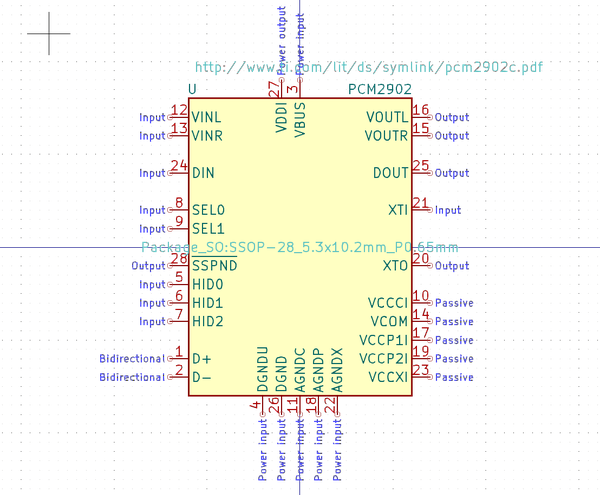 Power output
Power input
http://www.ti.com/lit/ds/symlink/pcm2902c.pdf
U
PCM2902
27
3
VDDI
VBUS
Input 12 VINL
VOUTL 16 Output
Input 13 VINR
VOUTR 15 Output
Input 24 DIN
DOUT 25 Output
Input 8 SEL0
XTI 21 Input
Input 9 SEL1
Package_SO:SSOP-28_5.3x10.2mm_P0.65mm
Output 28 SSPND
XTO 20 Output
Input 5 HID0
Input 6 HID1
VCCCI 10 Passive
Input 7 HID2
VCOM 14 Passive
VCCP1I 17 Passive
Bidirectional 1 D+
VCCP2I 19 Passive
Bidirectional 2 D-
VCCXI 23 Passive
DGNDU
DGND
AGNDC
AGNDP
AGNDX
4
26
11
18
22
Power input
Power input
Power input
Power input
Power input